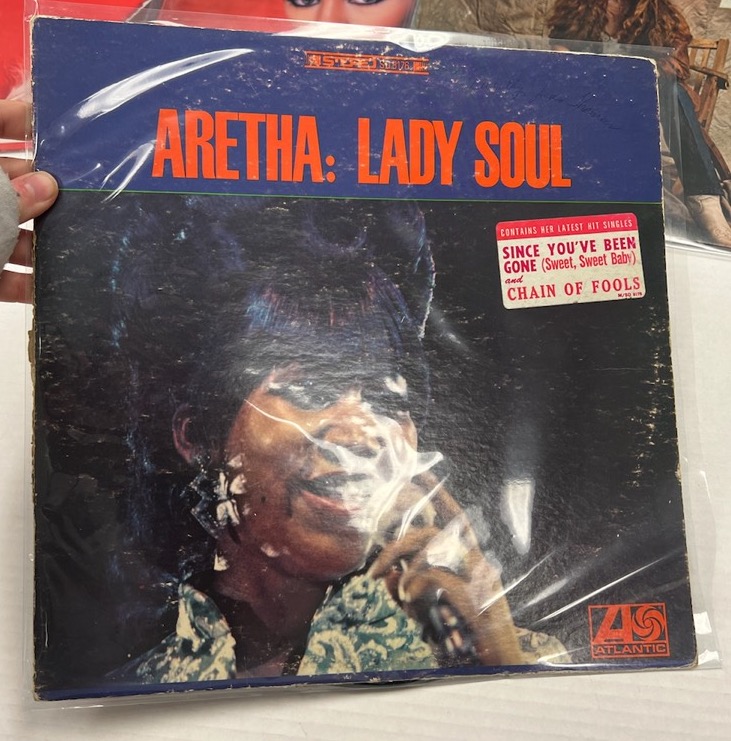 STEREO
ARETHA: LADY SOUL
CONTAINS HER LATEST HIT SINGLES
SINCE YOU'VE BEEN
GONE (Sweet, Sweet Baby)
and
CHAIN OF FOOLS
ATLANTIC